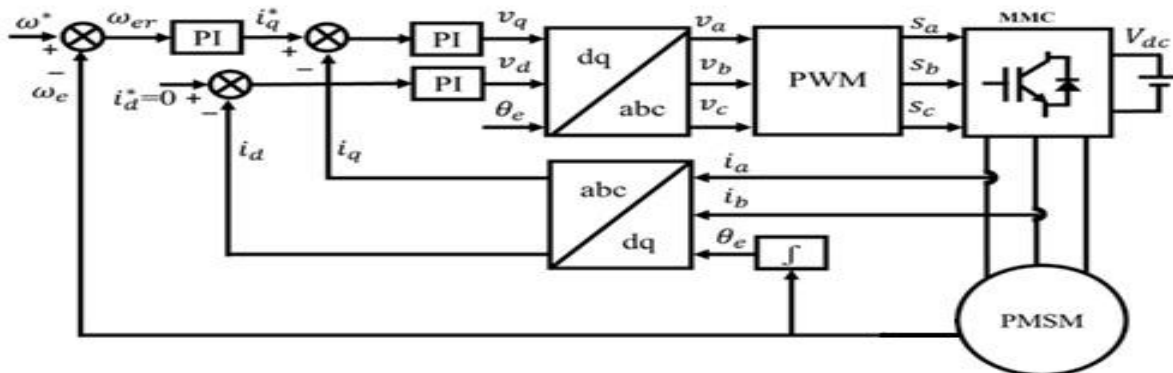 ω* ω_er PI i_q* PI v_q dq v_a PWM s_a MMC V_dc
+ − + −
ω_e i_d*=0 + − PI v_d v_b s_b
θ_e abc v_c s_c
i_d i_q abc i_a
i_b
dq θ_e ∫
PMSM